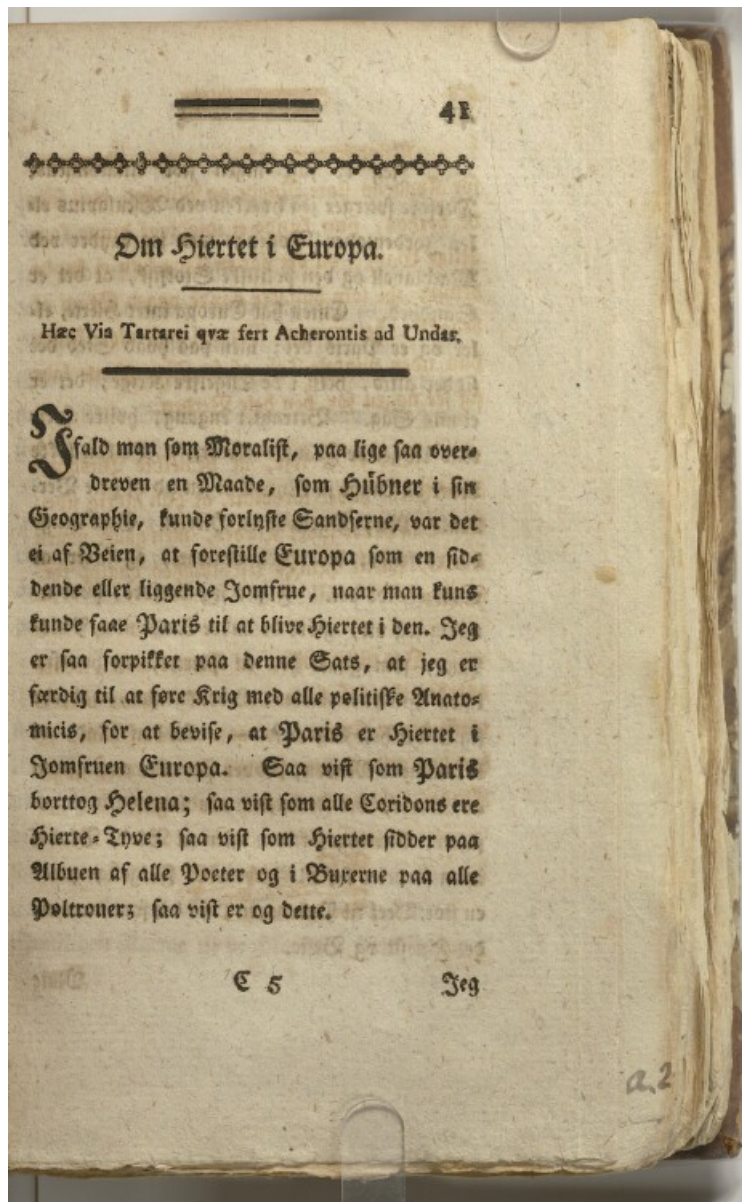 41
Om Hiertet i Europa.
Hæc Via Tartarei qvæ fert Acherontis ad Undas.
Ifald man som Moralist, paa lige saa over-
dreven en Maade, som Hübner i sin
Geographie, kunde forlyste Sandserne, var det
ei af Veien, at forestille Europa som en sid-
dende eller liggende Jomfrue, naar man kuns
kunde faae Paris til at blive Hiertet i den. Jeg
er saa forpikket paa denne Sats, at jeg er
færdig til at føre Krig med alle politiske Anato-
micis, for at bevise, at Paris er Hiertet i
Jomfruen Europa. Saa vist som Paris
borttog Helena; saa vist som alle Coridons ere
Hierte-Tyve; saa vist som Hiertet sidder paa
Albuen af alle Poeter og i Buxerne paa alle
Poltroner; saa vist er og dette.
C 5 Jeg
a.2